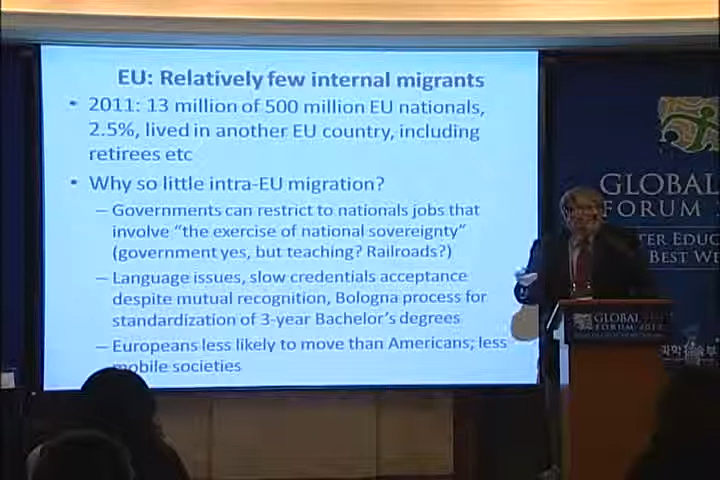 EU: Relatively few internal migrants
• 2011: 13 million of 500 million EU nationals,
2.5%, lived in another EU country, including
retirees etc
• Why so little intra-EU migration?
– Governments can restrict to nationals jobs that
involve “the exercise of national sovereignty”
(government yes, but teaching? Railroads?)
– Language issues, slow credentials acceptance
despite mutual recognition, Bologna process for
standardization of 3-year Bachelor’s degrees
– Europeans less likely to move than Americans; less
mobile societies
GLOBAL
FORUM
BEST WE
GLOBAL
FORUM